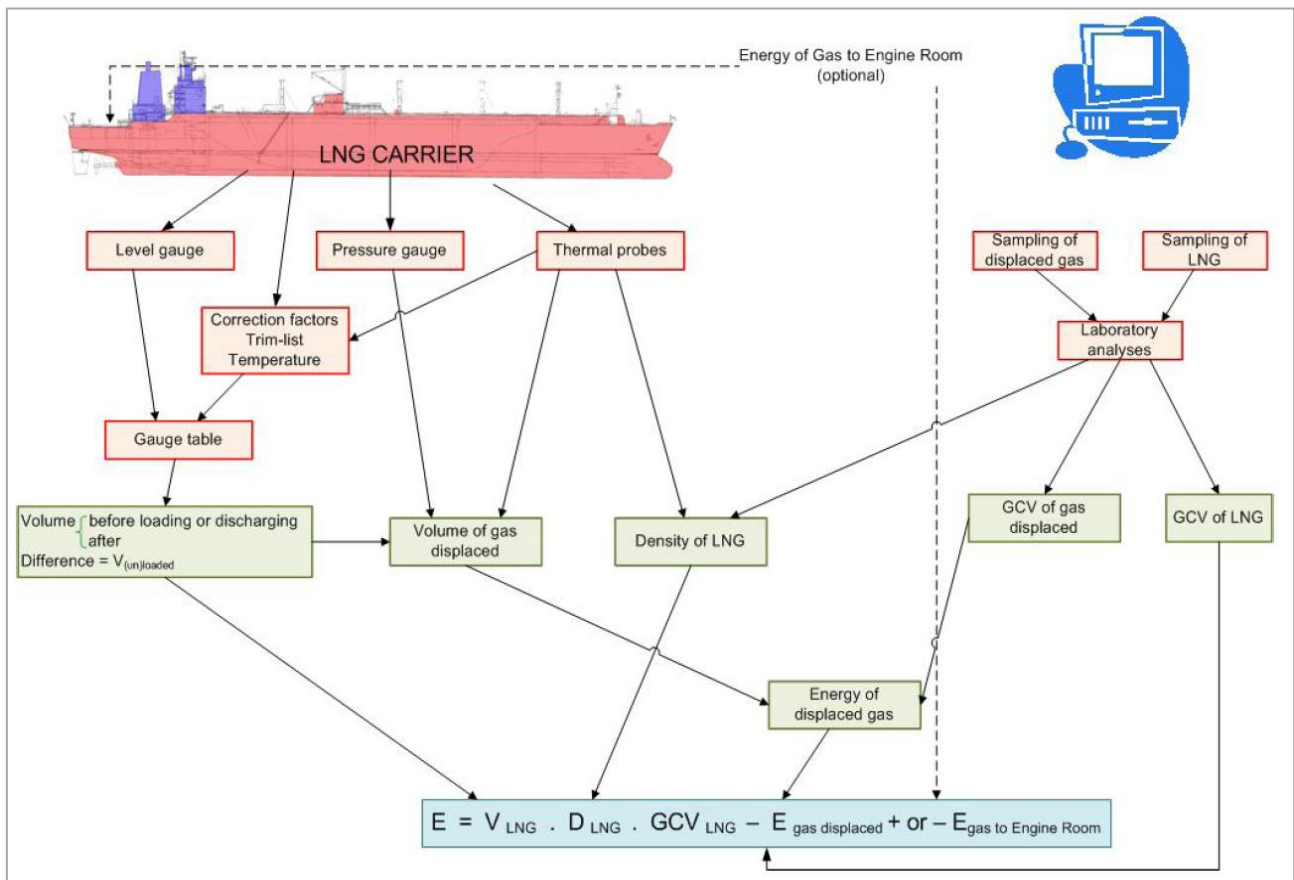 Energy of Gas to Engine Room
(optional)
LNG CARRIER
Level gauge
Pressure gauge
Thermal probes
Sampling of
displaced gas
Sampling of
LNG
Correction factors
Trim-list
Temperature
Laboratory
analyses
Gauge table
Volume { before loading or discharging
after
Difference = V(un)loaded
Volume of gas
displaced
Density of LNG
GCV of gas
displaced
GCV of LNG
Energy of
displaced gas
E = V LNG . D LNG . GCV LNG – E gas displaced + or – E gas to Engine Room